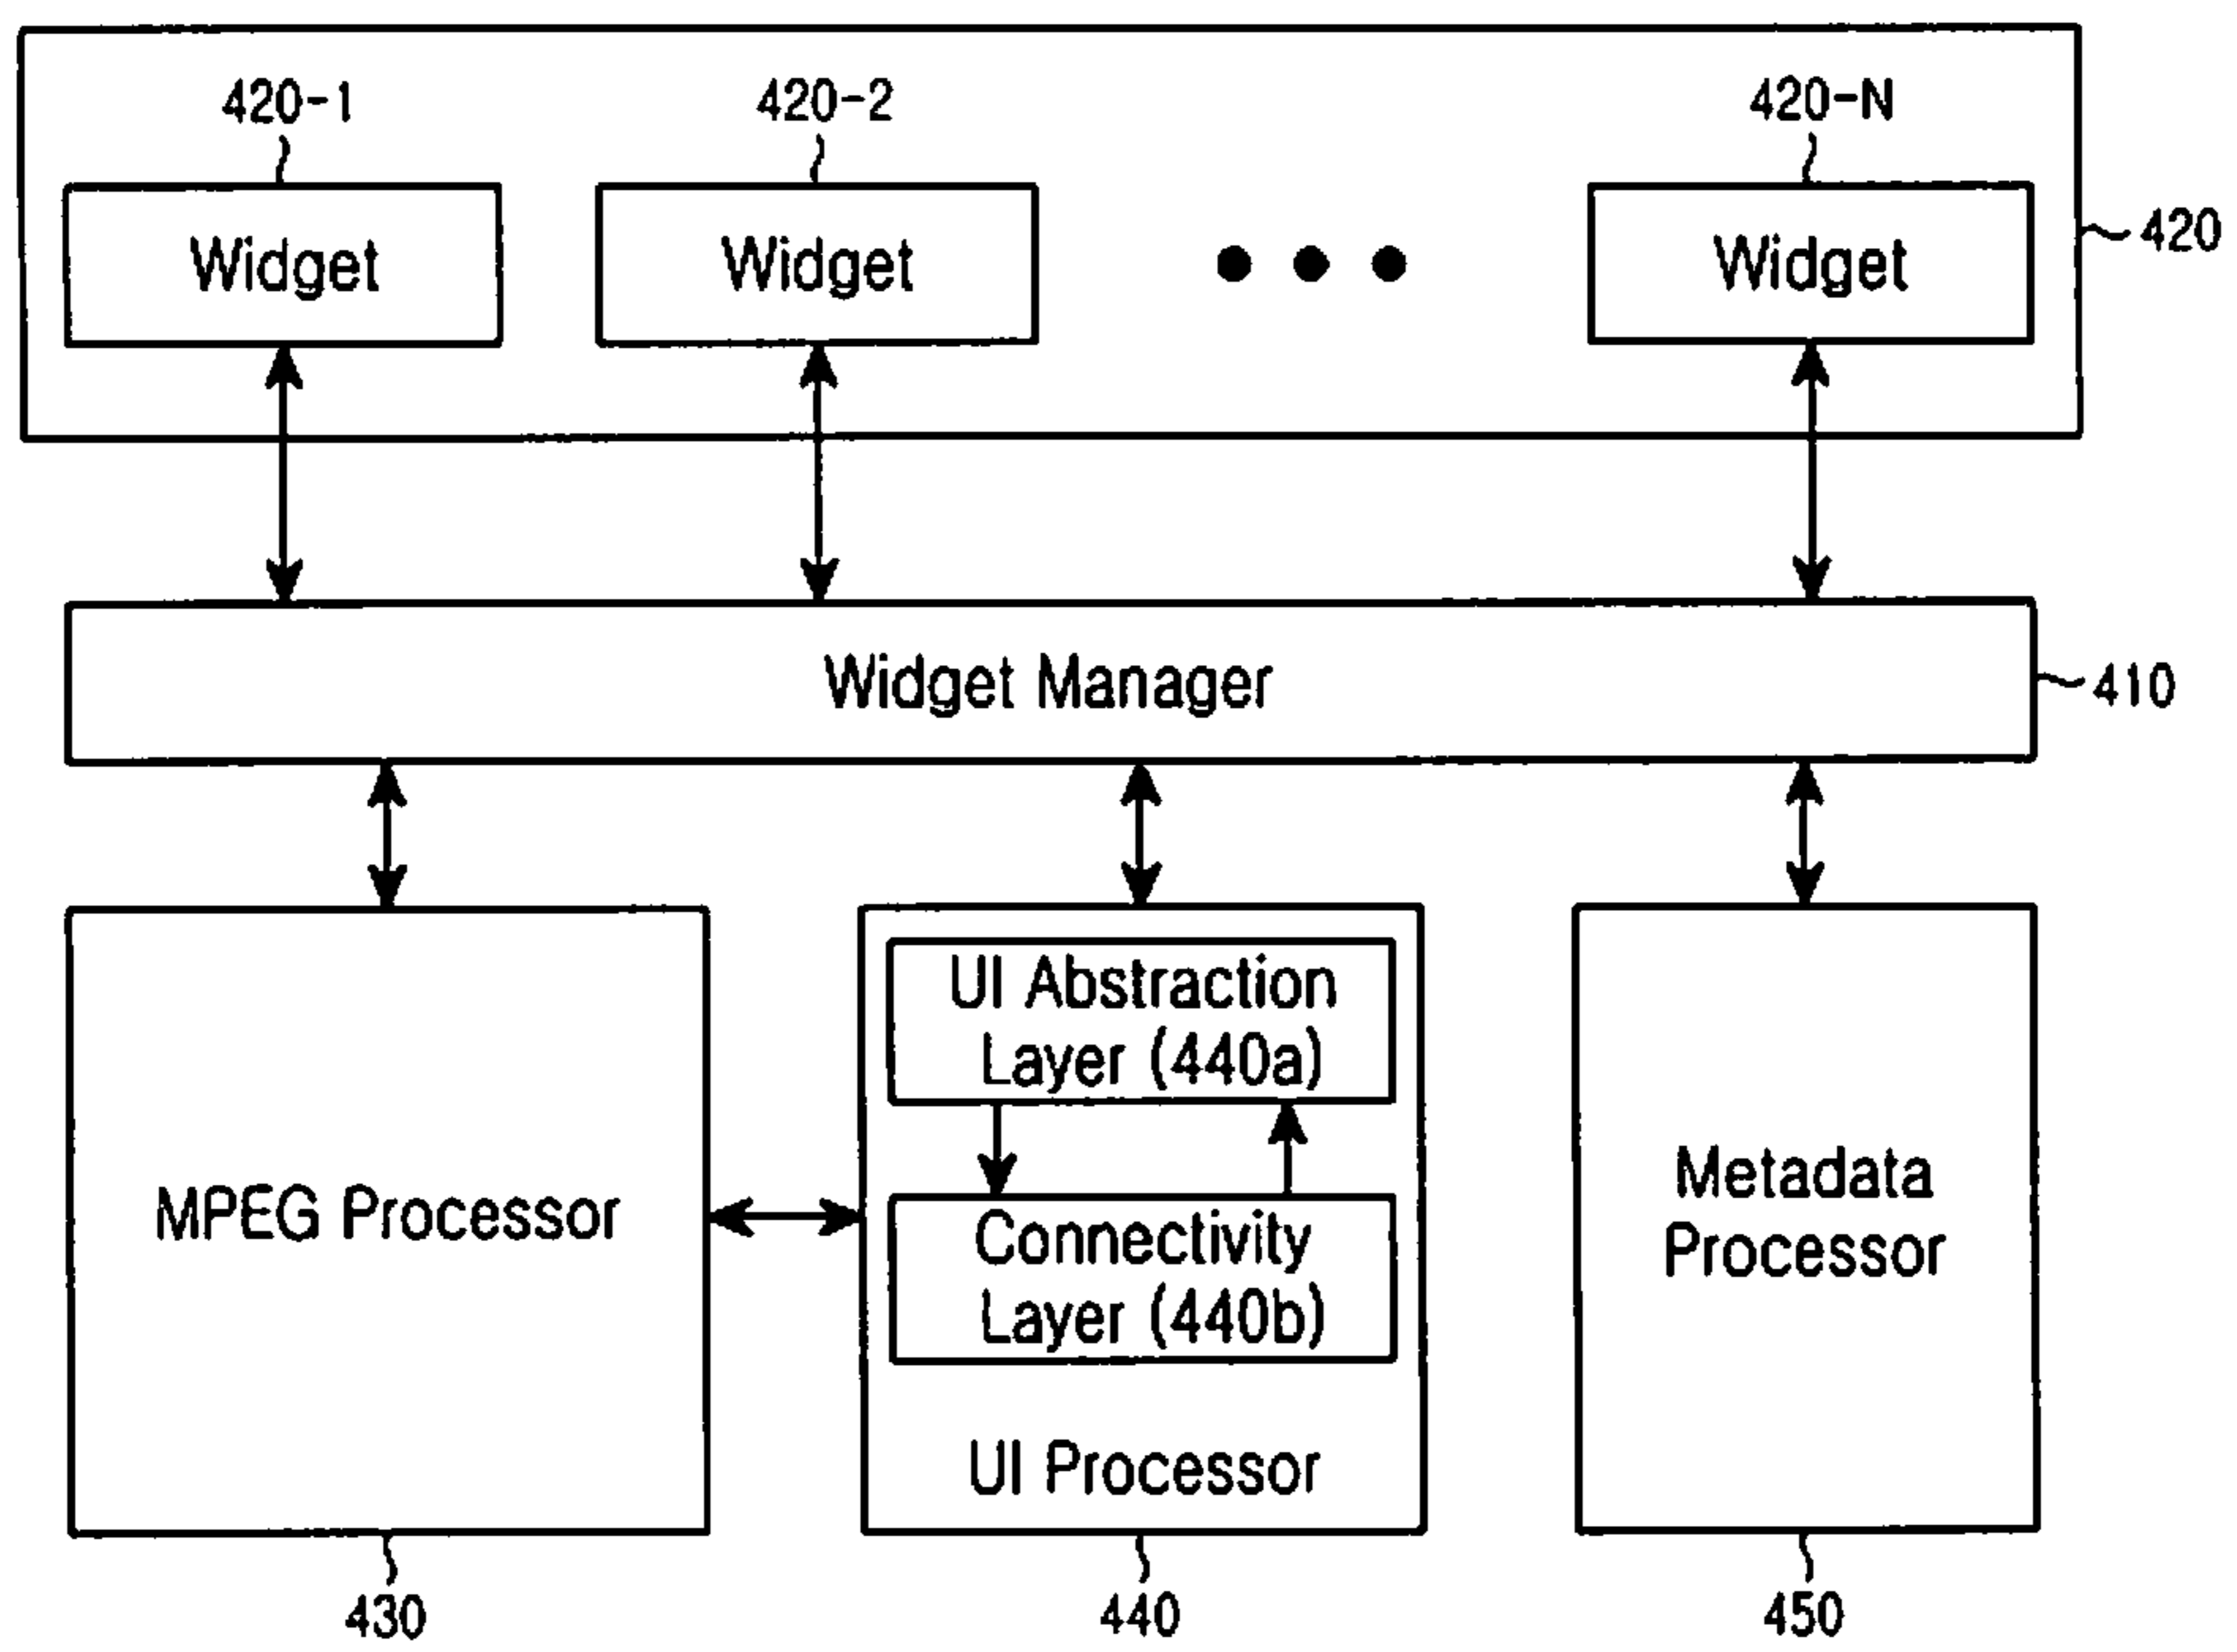 420-1
420-2
420-N
Widget
Widget
Widget
420
Widget Manager
410
UI Abstraction
Layer (440a)
MPEG Processor
Connectivity
Layer (440b)
Metadata
Processor
UI Processor
430
440
450